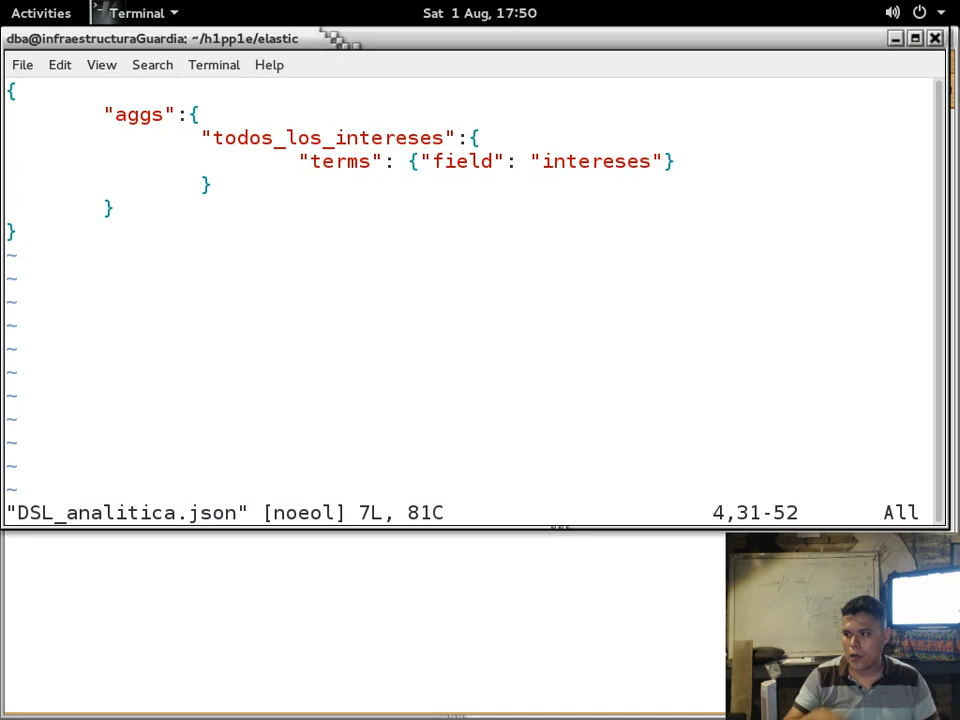 Activities Terminal Sat 1 Aug, 17:50
dba@infraestructuraGuardia: ~/h1pp1e/elastic
File Edit View Search Terminal Help
{
"aggs":{
"todos_los_intereses":{
"terms": {"field": "intereses"}
}
}
}
~
~
~
~
~
~
~
~
~
~
~
"DSL_analitica.json" [noeol] 7L, 81C 4,31-52 All